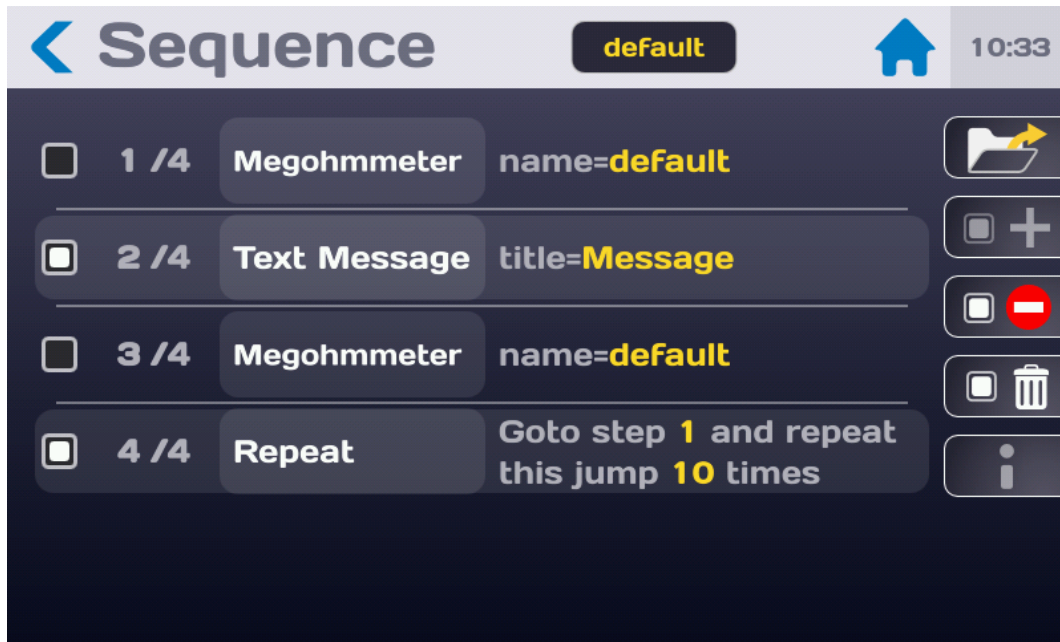 Sequence default 10:33
1 /4 Megohmmeter name=default
2 /4 Text Message title=Message
3 /4 Megohmmeter name=default
4 /4 Repeat Goto step 1 and repeat
this jump 10 times